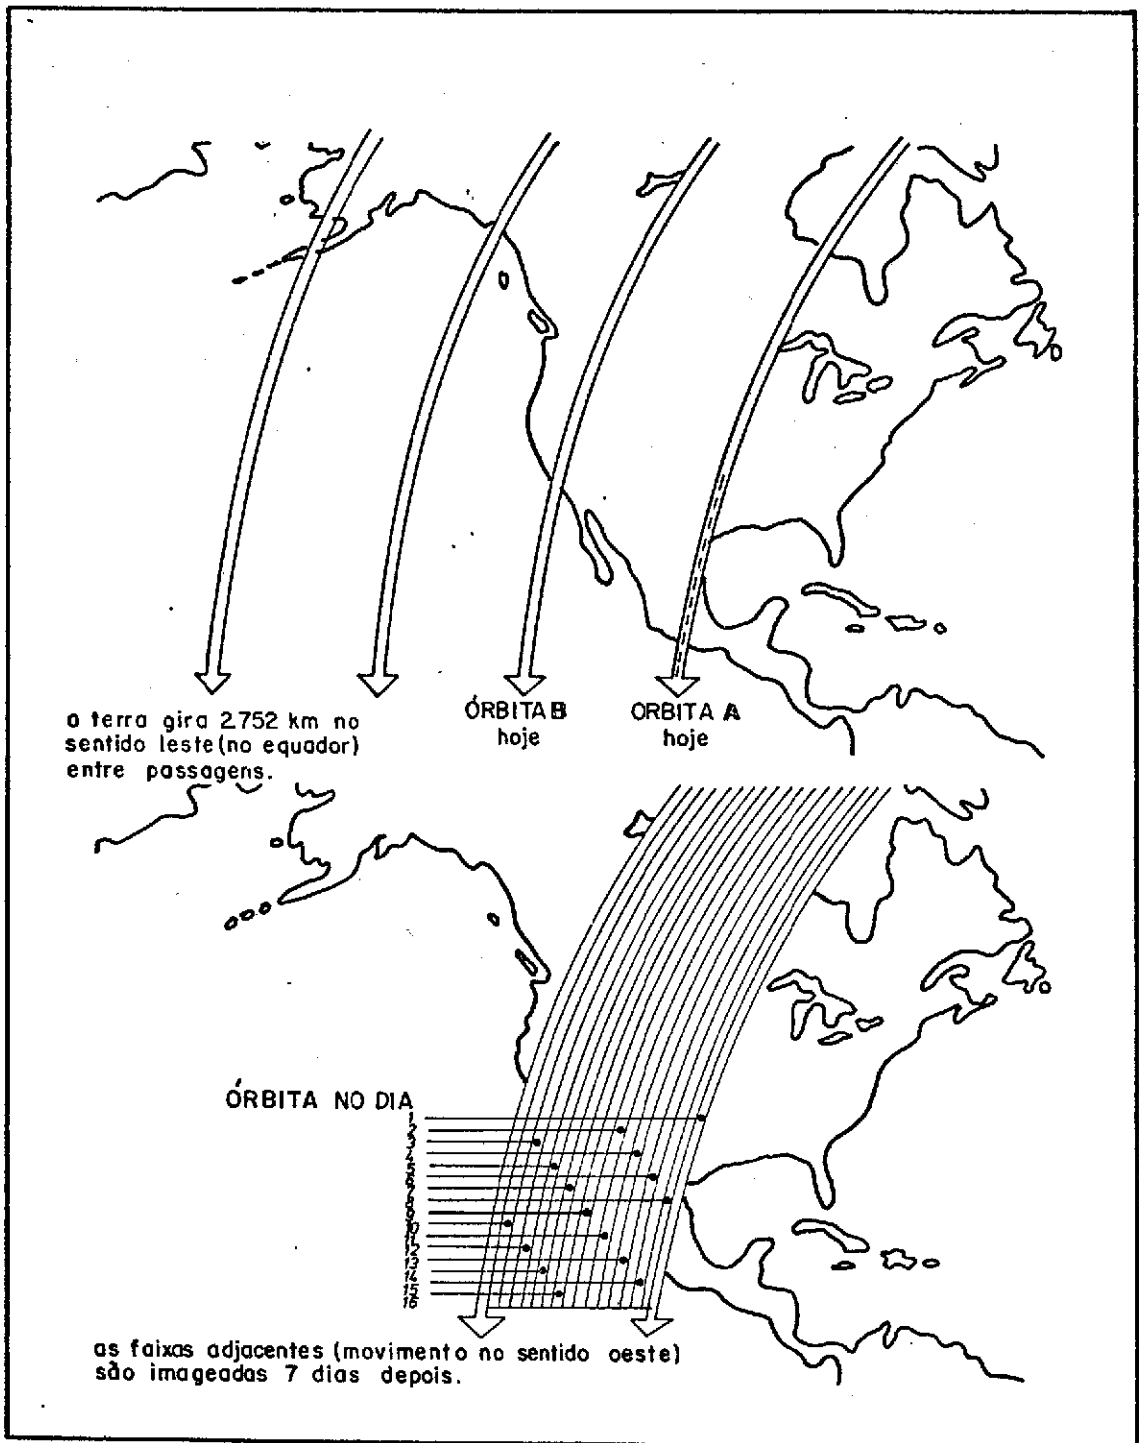 ÓRBITA B
hoje
ORBITA A
hoje
a terra gira 2.752 km no
sentido leste (no equador)
entre passagens.
ÓRBITA NO DIA
1
2
3
4
5
6
7
8
9
10
11
12
13
14
15
16
as faixas adjacentes (movimento no sentido oeste)
são imageadas 7 dias depois.